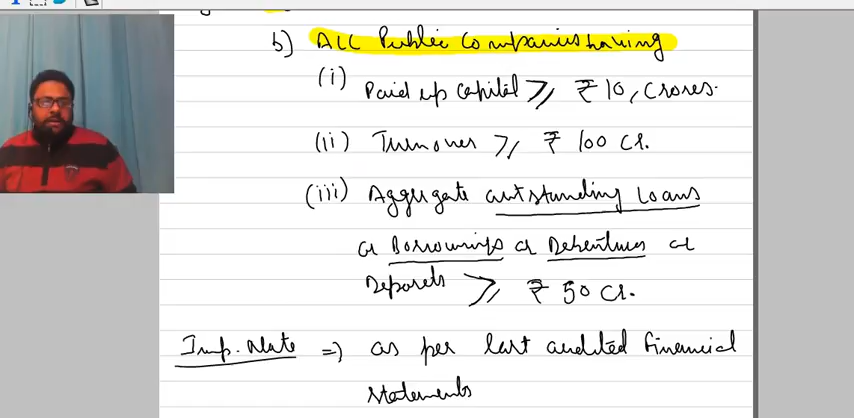 b) ALL Public Companies having
(i) Paid up capital ⩾ ₹ 10, Crores.
(ii) Turnover ⩾ ₹ 100 Cr.
(iii) Aggregate outstanding Loans
or Borrowings or Debentures or
Deposits ⩾ ₹ 50 Cr.
Imp. Note => as per last audited Financial
statements